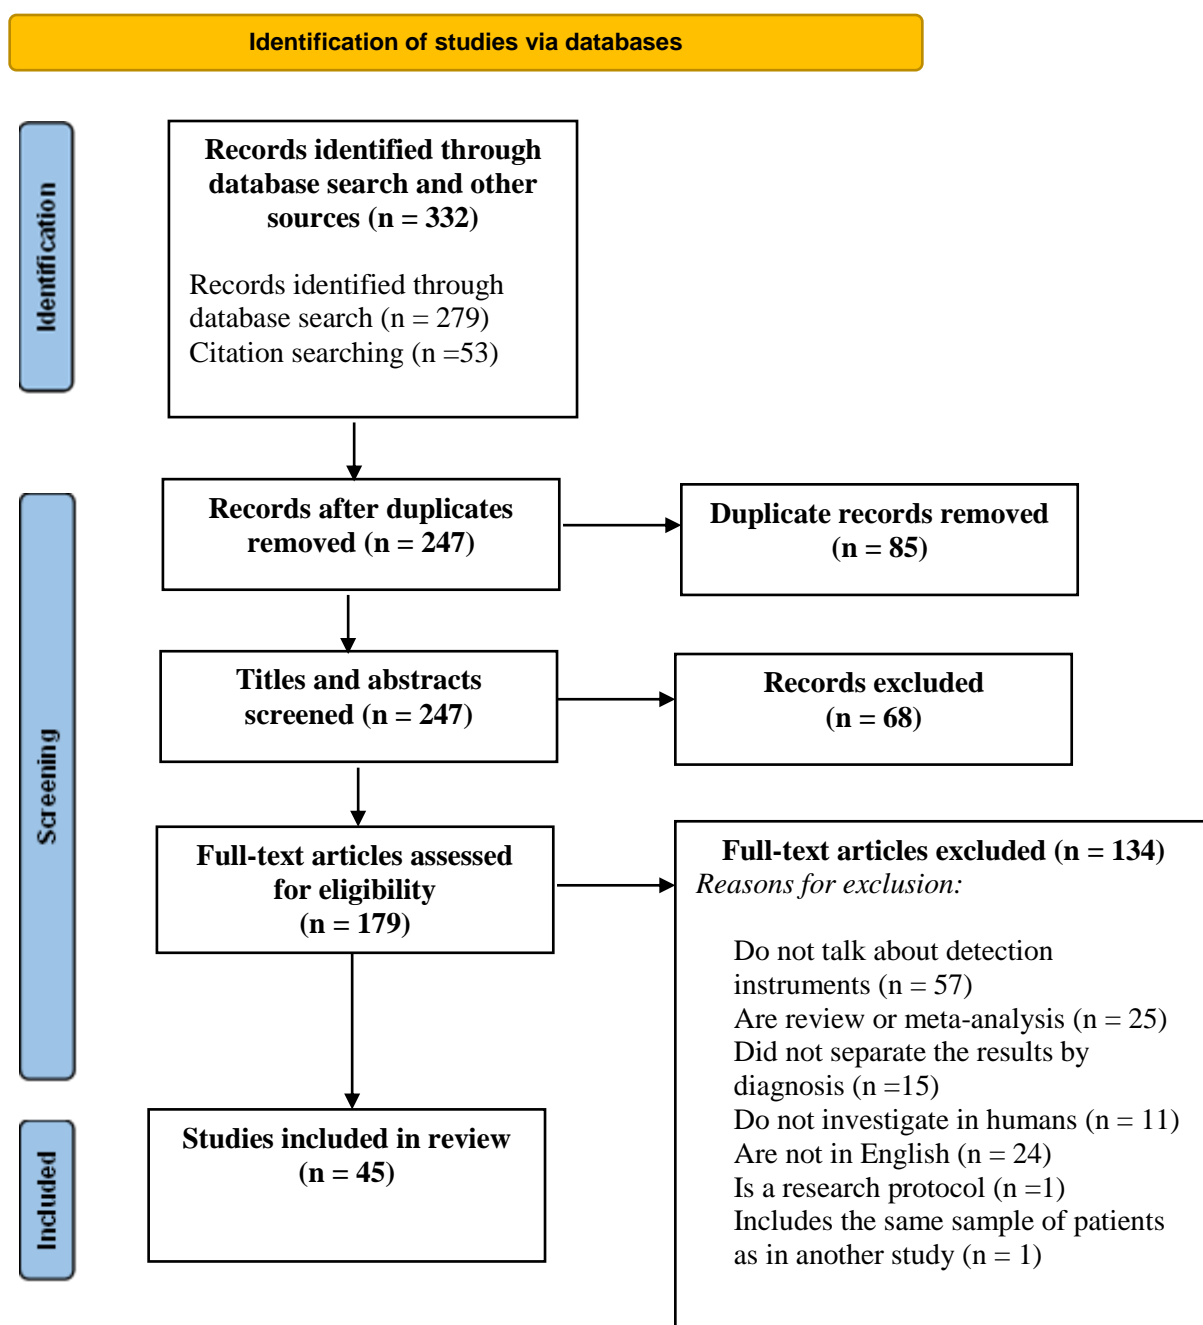 Identification of studies via databases
Identification
Records identified through
database search and other
sources (n = 332)
Records identified through
database search (n = 279)
Citation searching (n =53)
Screening
Records after duplicates
removed (n = 247)
Duplicate records removed
(n = 85)
Titles and abstracts
screened (n = 247)
Records excluded
(n = 68)
Full-text articles assessed
for eligibility
(n = 179)
Full-text articles excluded (n = 134)
Reasons for exclusion:
Do not talk about detection
instruments (n = 57)
Are review or meta-analysis (n = 25)
Did not separate the results by
diagnosis (n =15)
Do not investigate in humans (n = 11)
Are not in English (n = 24)
Is a research protocol (n =1)
Includes the same sample of patients
as in another study (n = 1)
Included
Studies included in review
(n = 45)